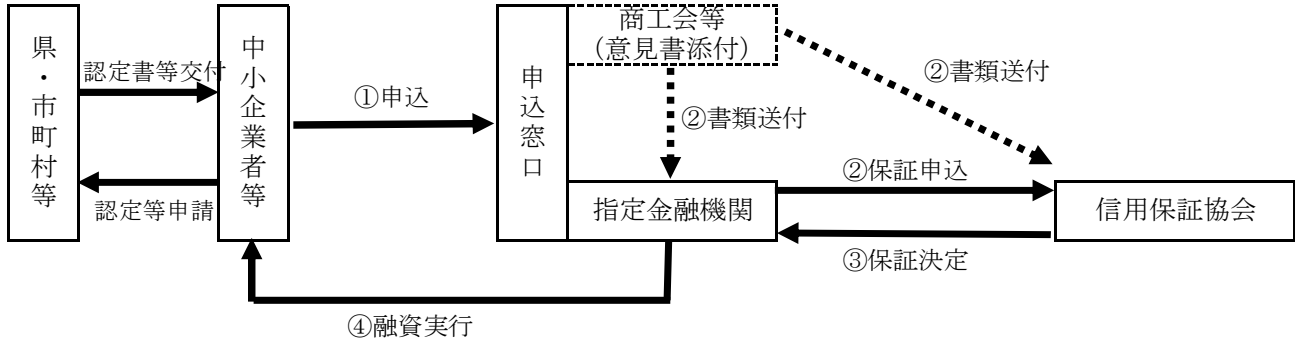 県・市町村等
認定書等交付
認定等申請
中小企業者等
①申込
申込窓口
商工会等
(意見書添付)
②書類送付
②書類送付
指定金融機関
②保証申込
③保証決定
信用保証協会
④融資実行